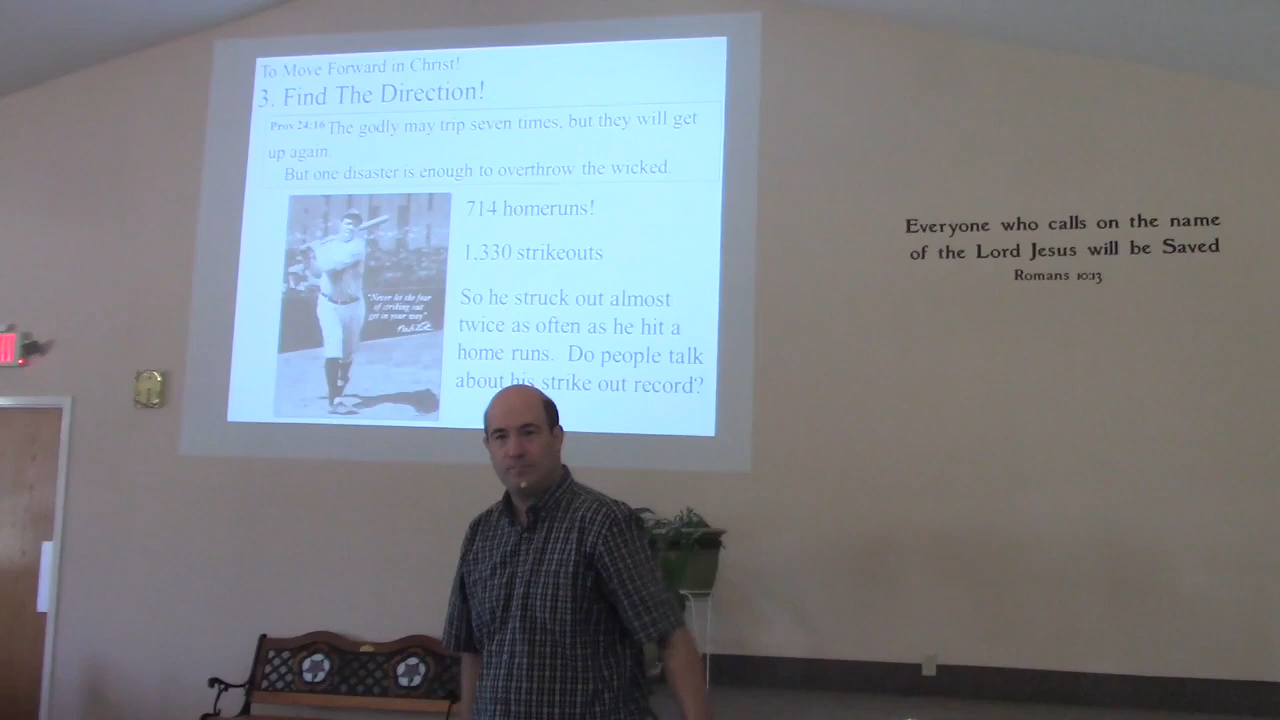 To Move Forward in Christ!
3. Find The Direction!
Prov 24:16 The godly may trip seven times, but they will get
up again.
But one disaster is enough to overthrow the wicked.
714 homeruns!
1,330 strikeouts
So he struck out almost
twice as often as he hit a
home runs. Do people talk
about his strike out record?
"Never let the fear
of striking out
get in your way"
Everyone who calls on the name
of the Lord Jesus will be Saved
Romans 10:13